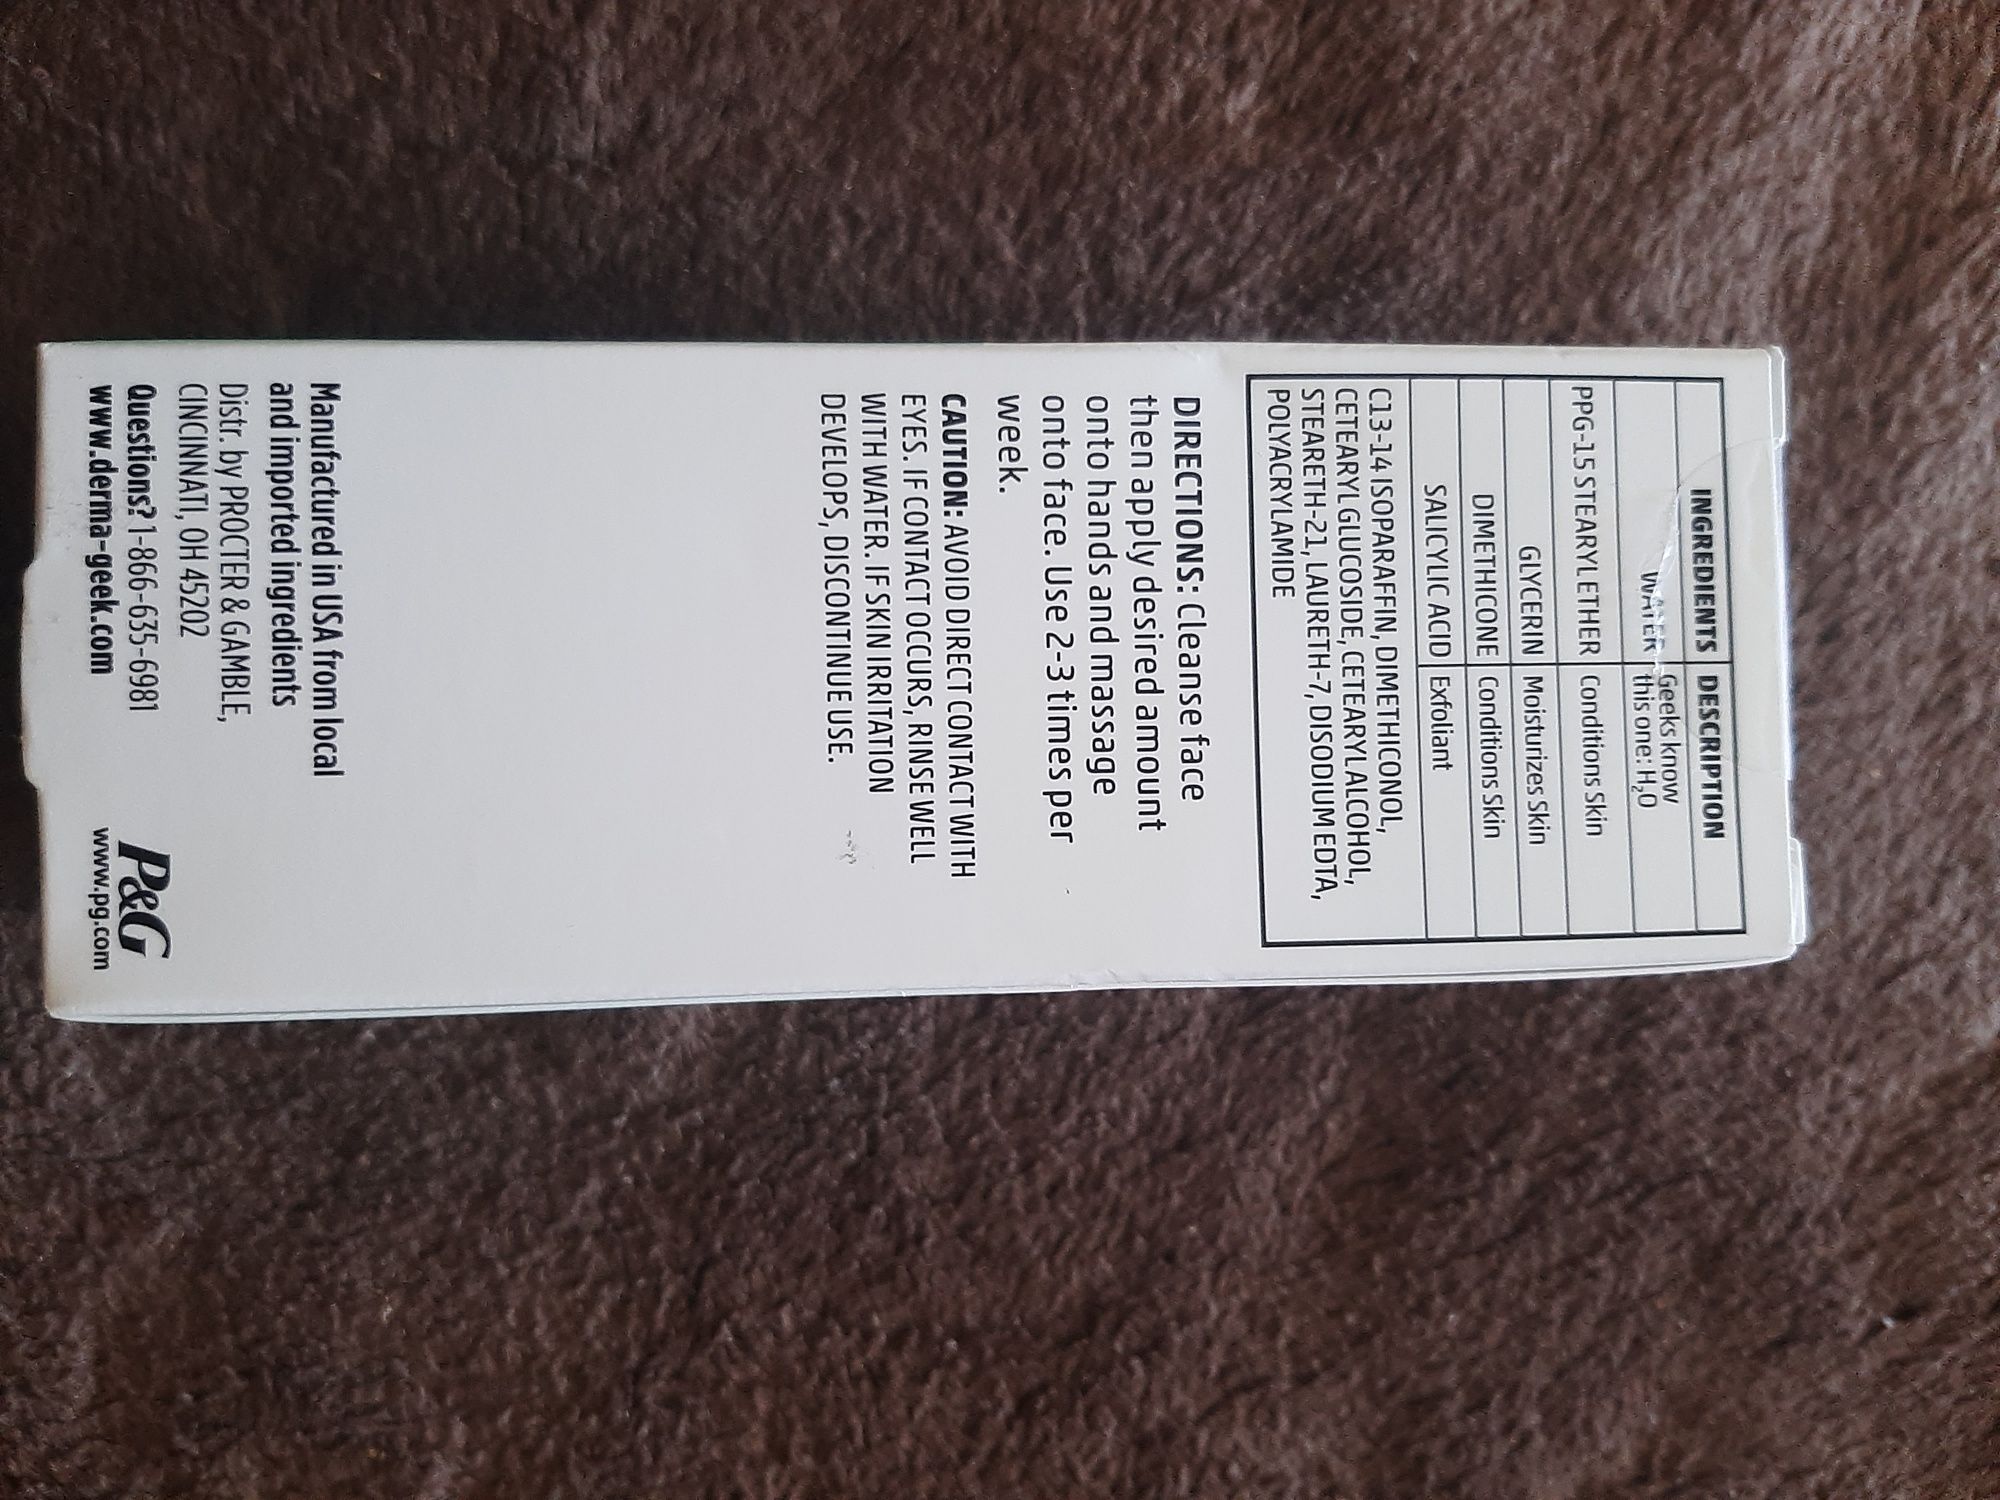 INGREDIENTS DESCRIPTION
WATER Geeks know
this one: H₂O
PPG-15 STEARYL ETHER Conditions Skin
GLYCERIN Moisturizes Skin
DIMETHICONE Conditions Skin
SALICYLIC ACID Exfoliant
C13-14 ISOPARAFFIN, DIMETHICONOL,
CETEARYL GLUCOSIDE, CETEARYL ALCOHOL,
STEARETH-21, LAURETH-7, DISODIUM EDTA,
POLYACRYLAMIDE
DIRECTIONS: Cleanse face
then apply desired amount
onto hands and massage
onto face. Use 2-3 times per
week.
CAUTION: AVOID DIRECT CONTACT WITH
EYES. IF CONTACT OCCURS, RINSE WELL
WITH WATER. IF SKIN IRRITATION
DEVELOPS, DISCONTINUE USE.
Manufactured in USA from local
and imported ingredients
Distr. by PROCTER & GAMBLE,
CINCINNATI, OH 45202
Questions? 1-866-635-6981
www.derma-geek.com
P&G
www.pg.com